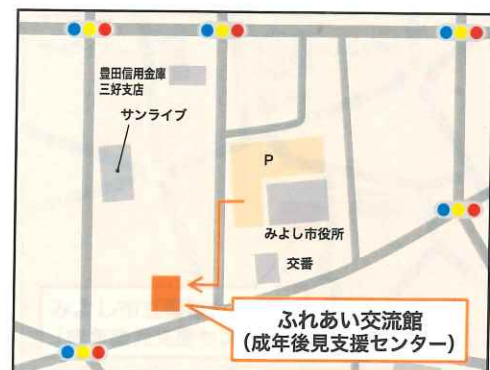 豊田信用金庫
三好支店
サンライブ
P
みよし市役所
交番
ふれあい交流館
(成年後見支援センター)